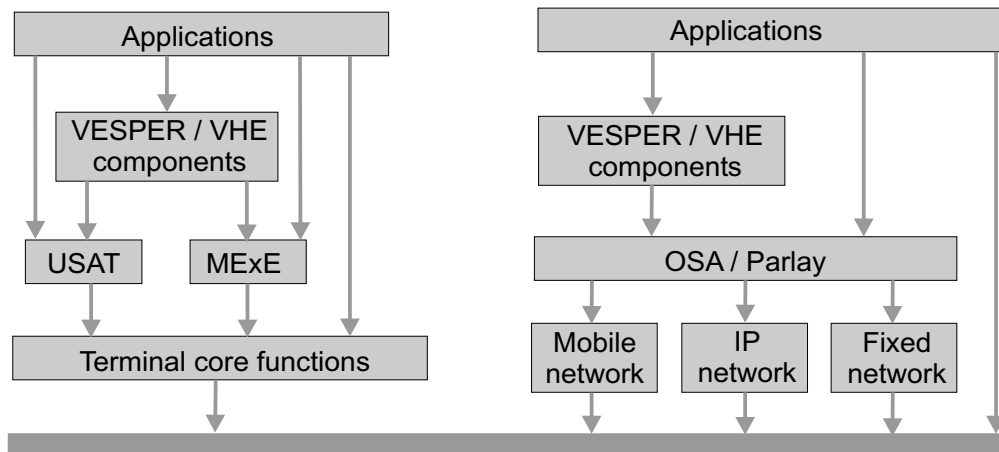 Applications
VESPER / VHE
components
USAT
MExE
Terminal core functions
Applications
VESPER / VHE
components
OSA / Parlay
Mobile
network
IP
network
Fixed
network